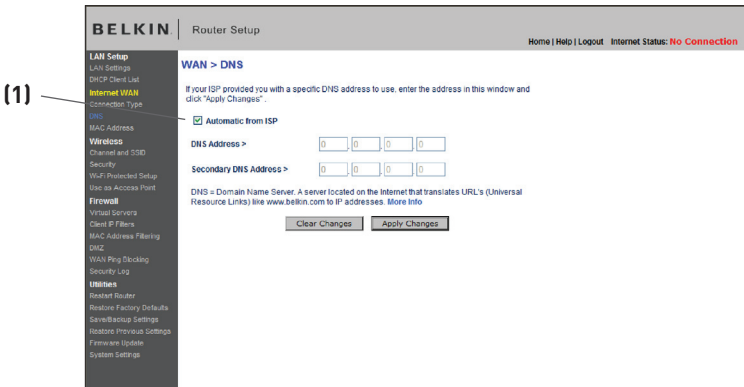 BELKIN. Router Setup
Home | Help | Logout Internet Status: No Connection
(1)
LAN Setup
LAN Settings
DHCP Client List
Internet WAN
Connection Type
DNS
MAC Address
Wireless
Channel and SSID
Security
Wi-Fi Protected Setup
Use as Access Point
Firewall
Virtual Servers
Client IP Filters
MAC Address Filtering
DMZ
WAN Ping Blocking
Security Log
Utilities
Restart Router
Restore Factory Defaults
Save/Backup Settings
Restore Previous Settings
Firmware Update
System Settings
WAN > DNS
If your ISP provided you with a specific DNS address to use, enter the address in this window and
click "Apply Changes" .
Automatic from ISP
DNS Address > 0 . 0 . 0 . 0
Secondary DNS Address > 0 . 0 . 0 . 0
DNS = Domain Name Server. A server located on the Internet that translates URL's (Universal
Resource Links) like www.belkin.com to IP addresses. More Info
Clear Changes Apply Changes